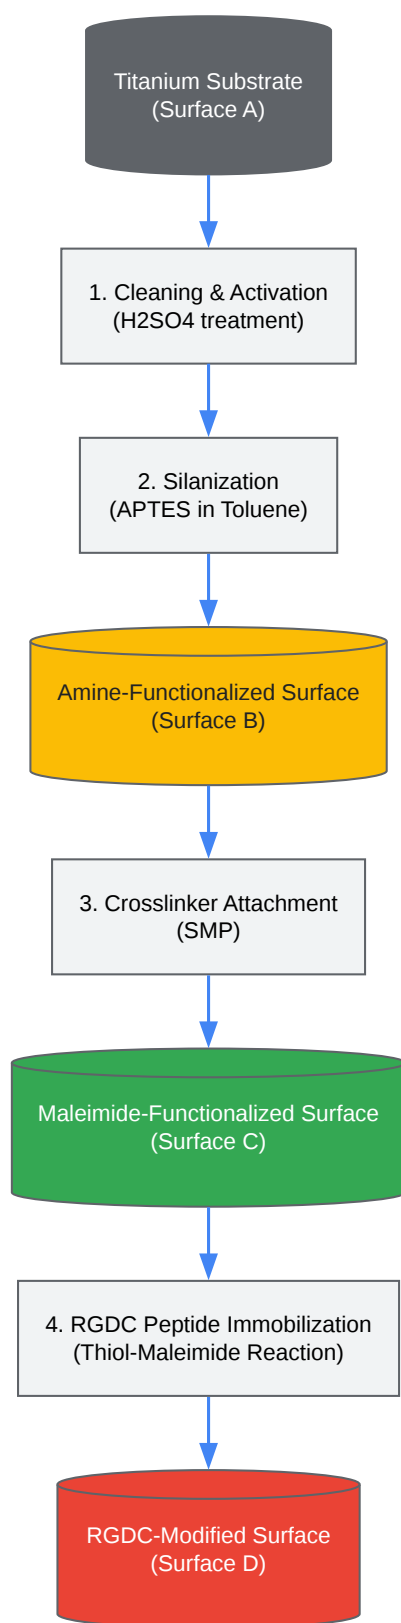 Titanium Substrate
(Surface A)
1. Cleaning & Activation
(H2SO4 treatment)
2. Silanization
(APTES in Toluene)
Amine-Functionalized Surface
(Surface B)
3. Crosslinker Attachment
(SMP)
Maleimide-Functionalized Surface
(Surface C)
4. RGDC Peptide Immobilization
(Thiol-Maleimide Reaction)
RGDC-Modified Surface
(Surface D)